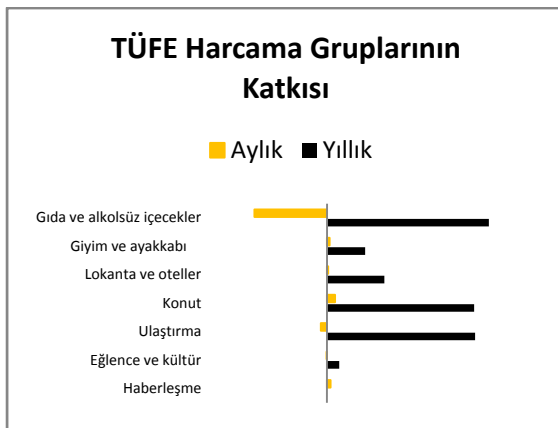 TÜFE Harcama Gruplarının
Katkısı
Aylık Yıllık
Gıda ve alkolsüz içecekler
Giyim ve ayakkabı
Lokanta ve oteller
Konut
Ulaştırma
Eğlence ve kültür
Haberleşme